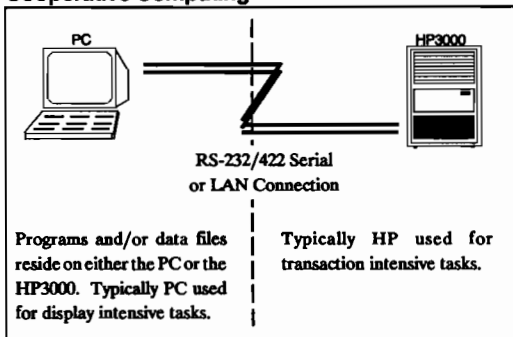 Cooperative Computing
PC
HP3000
RS-232/422 Serial
or LAN Connection
Programs and/or data files
reside on either the PC or the
HP3000. Typically PC used
for display intensive tasks.
Typically HP used for
transaction intensive tasks.